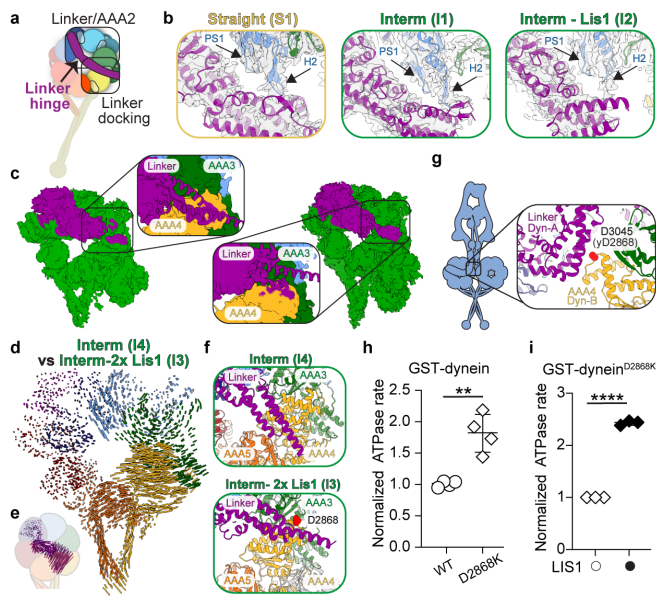 a
Linker/AAA2
Linker
hinge
Linker
docking
b
Straight (S1)
PS1
H2
Interm (I1)
PS1
H2
Interm - Lis1 (I2)
PS1
H2
c
Linker
AAA3
AAA4
Linker
AAA3
AAA4
g
Linker
Dyn-A
D3045
(yD2868)
AAA4
Dyn-B
d
Interm (I4)
vs Interm-2x Lis1 (I3)
e
f
Interm (I4)
Linker
AAA3
AAA5
AAA4
Interm- 2x Lis1 (I3)
Linker
AAA3
D2868
AAA5
AAA4
h
GST-dynein
Normalized ATPase rate
2.5
2.0
1.5
1.0
0.5
0.0
**
WT
D2868K
i
GST-dynein^D2868K
Normalized ATPase rate
3
2
1
0
****
LIS1